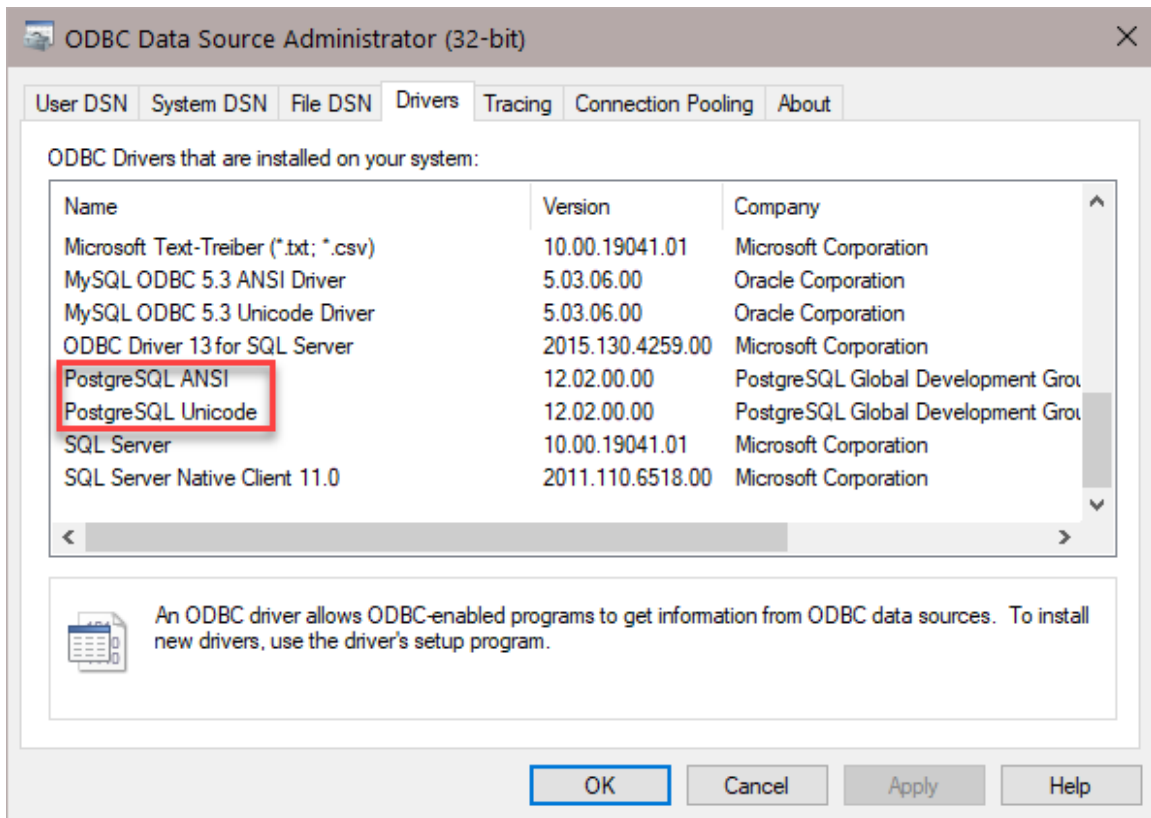 ODBC Data Source Administrator (32-bit)
User DSN System DSN File DSN Drivers Tracing Connection Pooling About
ODBC Drivers that are installed on your system:
Name Version Company
Microsoft Text-Treiber (*.txt; *.csv) 10.00.19041.01 Microsoft Corporation
MySQL ODBC 5.3 ANSI Driver 5.03.06.00 Oracle Corporation
MySQL ODBC 5.3 Unicode Driver 5.03.06.00 Oracle Corporation
ODBC Driver 13 for SQL Server 2015.130.4259.00 Microsoft Corporation
PostgreSQL ANSI 12.02.00.00 PostgreSQL Global Development Grou
PostgreSQL Unicode 12.02.00.00 PostgreSQL Global Development Grou
SQL Server 10.00.19041.01 Microsoft Corporation
SQL Server Native Client 11.0 2011.110.6518.00 Microsoft Corporation
An ODBC driver allows ODBC-enabled programs to get information from ODBC data sources. To install
new drivers, use the driver's setup program.
OK Cancel Apply Help